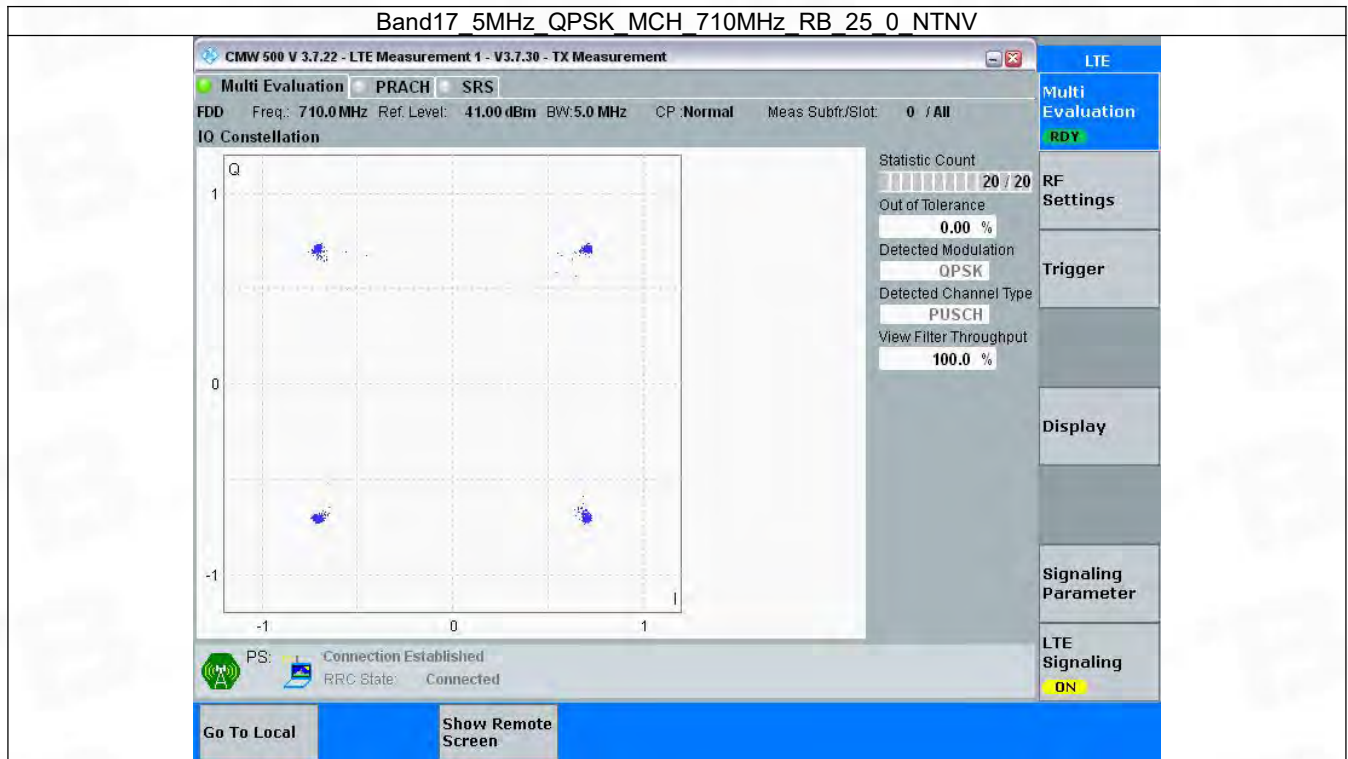 Band17_5MHz_QPSK_MCH_710MHz_RB_25_0_NTNV
CMW 500 V 3.7.22 - LTE Measurement 1 - V3.7.30 - TX Measurement
LTE
Multi Evaluation PRACH SRS
FDD Freq.: 710.0 MHz Ref. Level: 41.00 dBm BW: 5.0 MHz CP :Normal Meas Subfr./Slot: 0 / All
IQ Constellation
Q
1
0
-1
I
-1 0 1
Statistic Count
20 / 20
Out of Tolerance
0.00 %
Detected Modulation
QPSK
Detected Channel Type
PUSCH
View Filter Throughput
100.0 %
Multi
Evaluation
RDY
RF
Settings
Trigger
Display
Signaling
Parameter
LTE
Signaling
ON
PS: Connection Established
RRC State: Connected
Go To Local
Show Remote
Screen